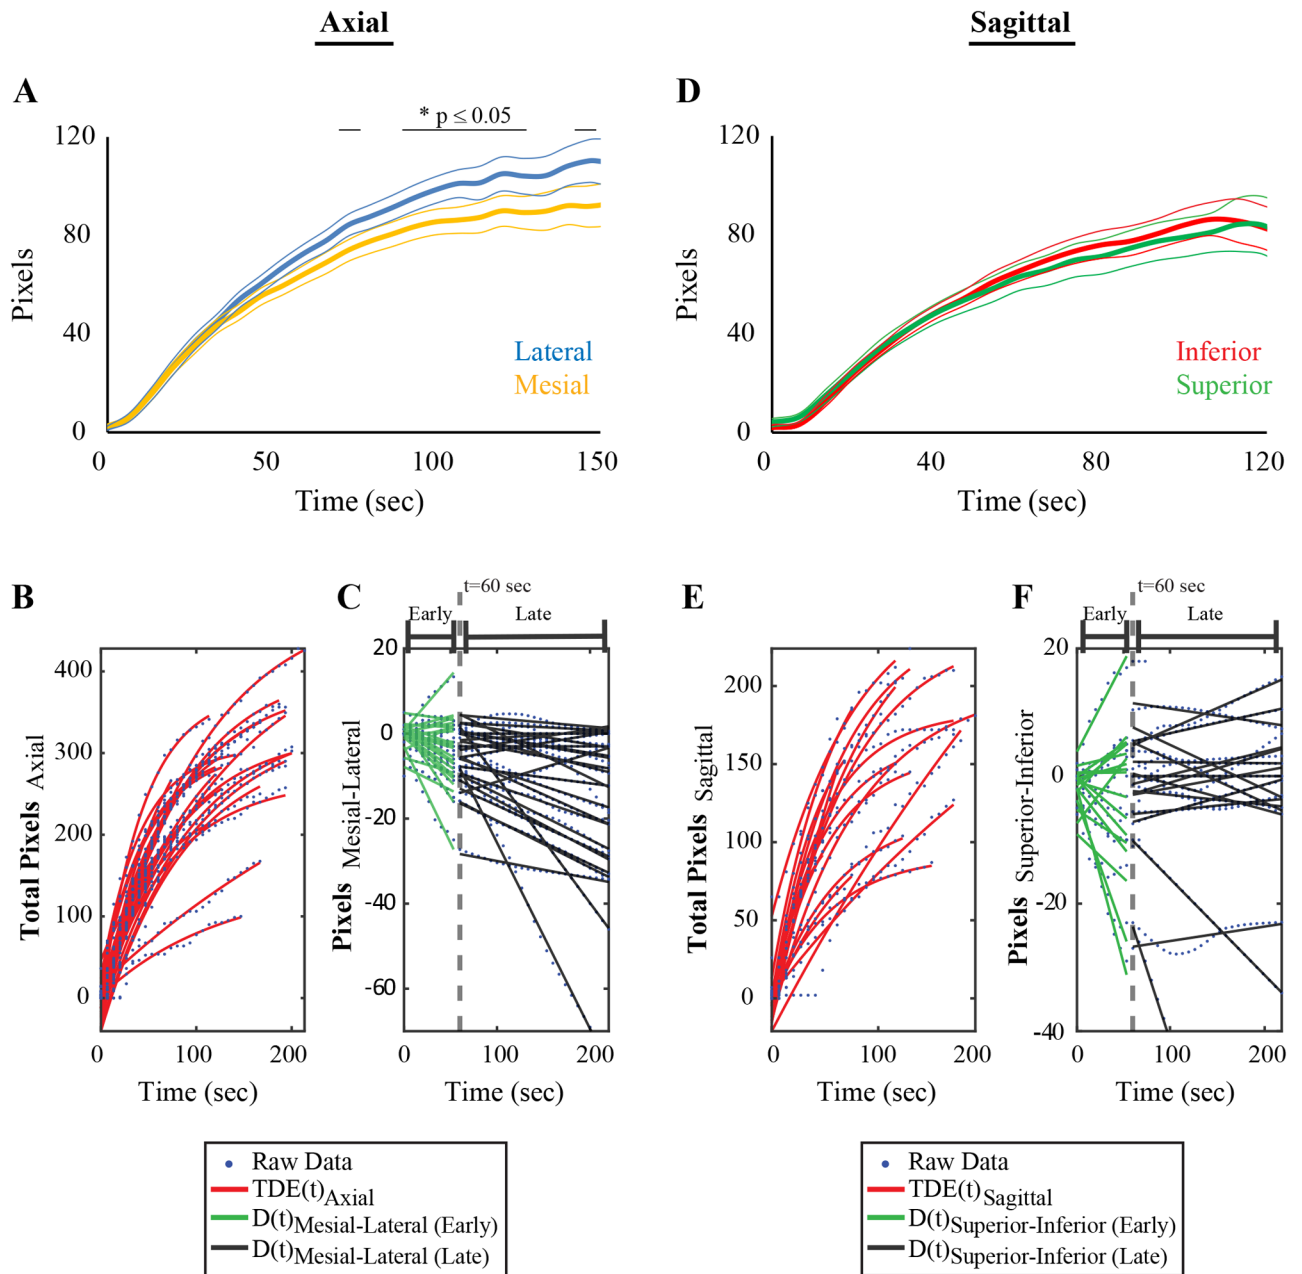 Axial
Sagittal
A
* p ≤ 0.05
120
80
40
0
Pixels
Lateral
Mesial
0 50 100 150
Time (sec)
D
120
80
40
0
Pixels
Inferior
Superior
0 40 80 120
Time (sec)
B
400
300
200
100
0
Total Pixels Axial
0 100 200
Time (sec)
C
t=60 sec
Early Late
20
0
-20
-40
-60
Pixels Mesial-Lateral
0 100 200
Time (sec)
E
200
150
100
50
0
Total Pixels Sagittal
0 100 200
Time (sec)
F
t=60 sec
Early Late
20
0
-20
-40
Pixels Superior-Inferior
0 100 200
Time (sec)
Raw Data
TDE(t)Axial
D(t)Mesial-Lateral (Early)
D(t)Mesial-Lateral (Late)
Raw Data
TDE(t)Sagittal
D(t)Superior-Inferior (Early)
D(t)Superior-Inferior (Late)